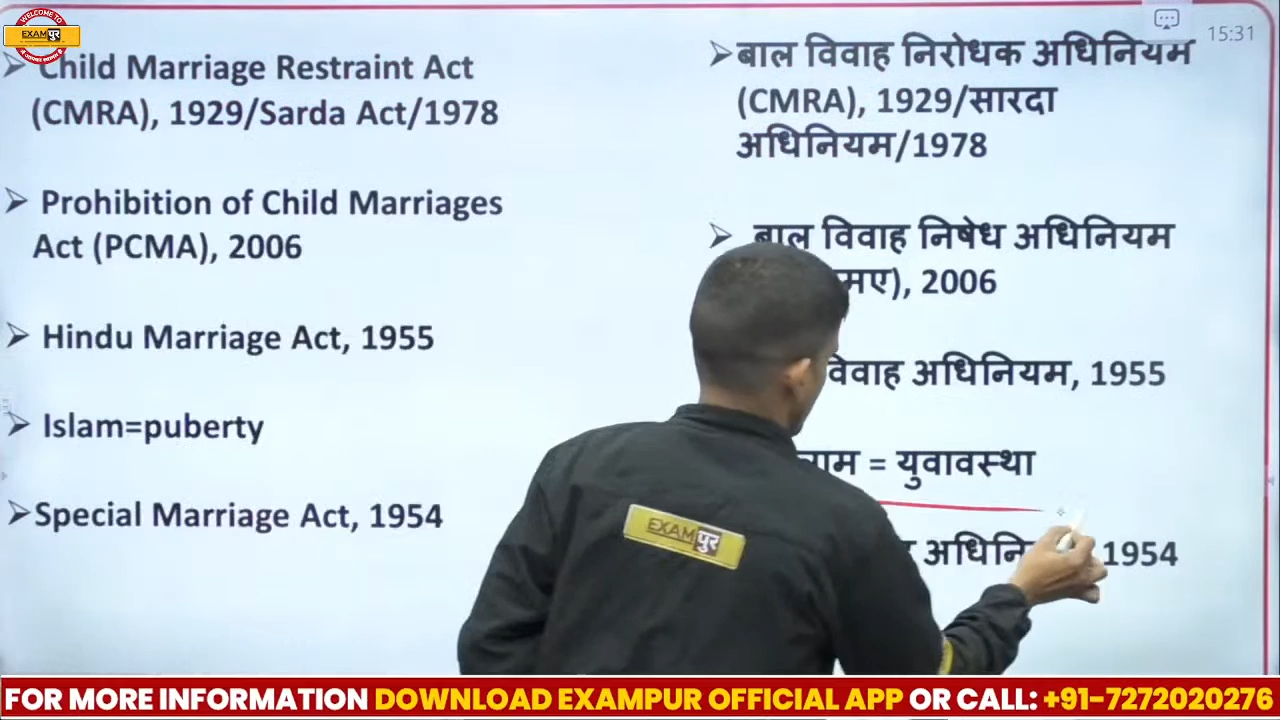 WELCOME TO
EXAMपुर
Child Marriage Restraint Act
(CMRA), 1929/Sarda Act/1978
Prohibition of Child Marriages
Act (PCMA), 2006
Hindu Marriage Act, 1955
Islam=puberty
Special Marriage Act, 1954
15:31
बाल विवाह निरोधक अधिनियम
(CMRA), 1929/सारदा
अधिनियम/1978
बाल विवाह निषेध अधिनियम
2006
विवाह अधिनियम, 1955
= युवावस्था
1954
EXAMपुर
FOR MORE INFORMATION DOWNLOAD EXAMPUR OFFICIAL APP OR CALL: +91-7272020276